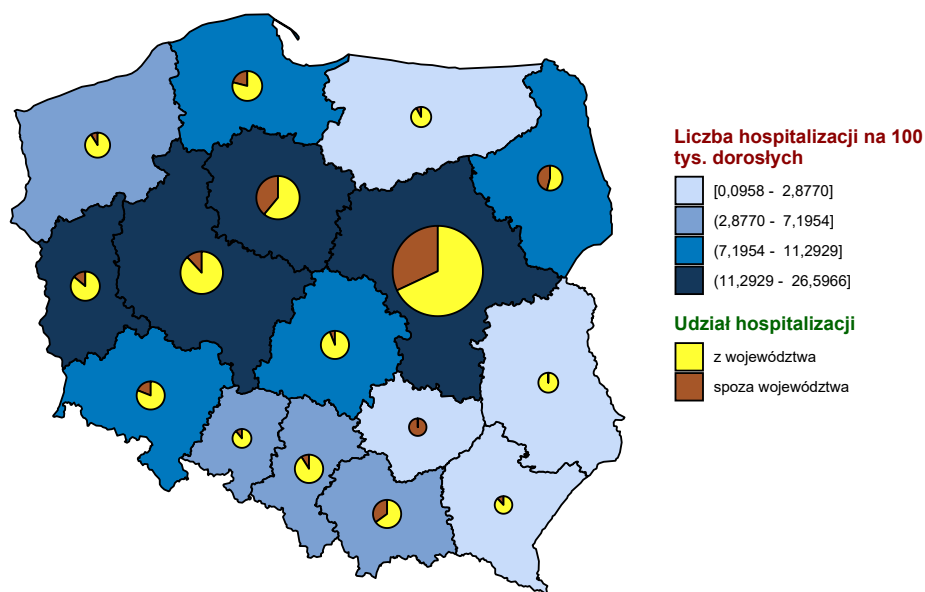 Liczba hospitalizacji na 100
tys. dorosłych
[0,0958 - 2,8770]
(2,8770 - 7,1954]
(7,1954 - 11,2929]
(11,2929 - 26,5966]
Udział hospitalizacji
z województwa
spoza województwa